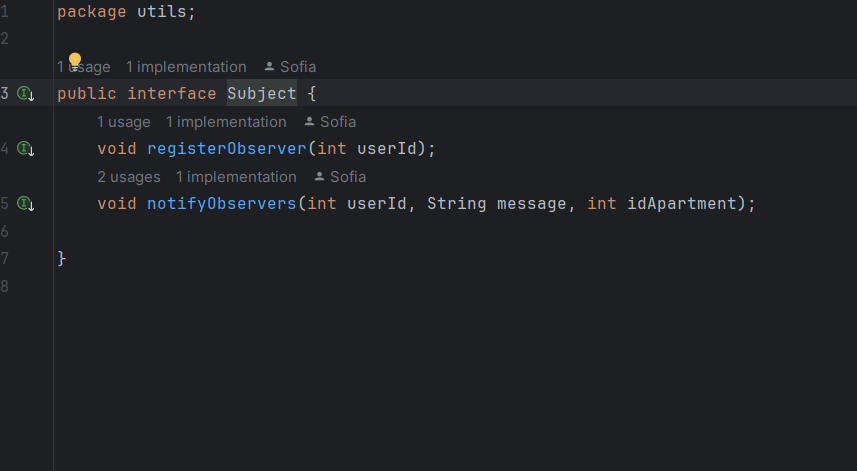 1 package utils;
2
1 usage 1 implementation Sofia
3 public interface Subject {
1 usage 1 implementation Sofia
4 void registerObserver(int userId);
2 usages 1 implementation Sofia
5 void notifyObservers(int userId, String message, int idApartment);
6
7 }
8